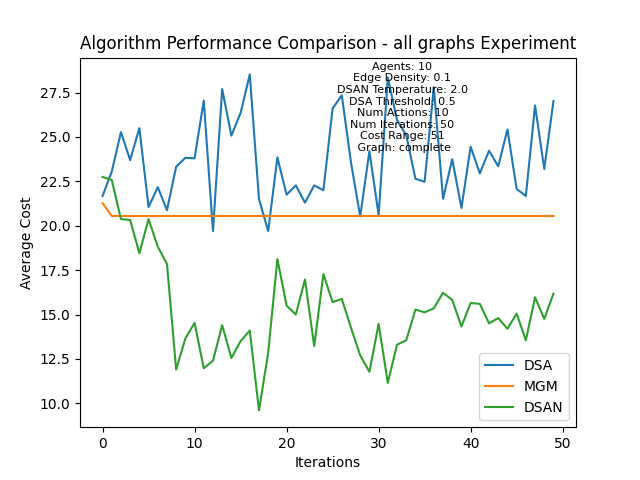 Algorithm Performance Comparison - all graphs Experiment
Agents: 10
Edge Density: 0.1
DSAN Temperature: 2.0
DSA Threshold: 0.5
Num Actions: 10
Num Iterations: 50
Cost Range: 51
Graph: complete
27.5
25.0
22.5
20.0
17.5
15.0
12.5
10.0
Average Cost
DSA
MGM
DSAN
0 10 20 30 40 50
Iterations